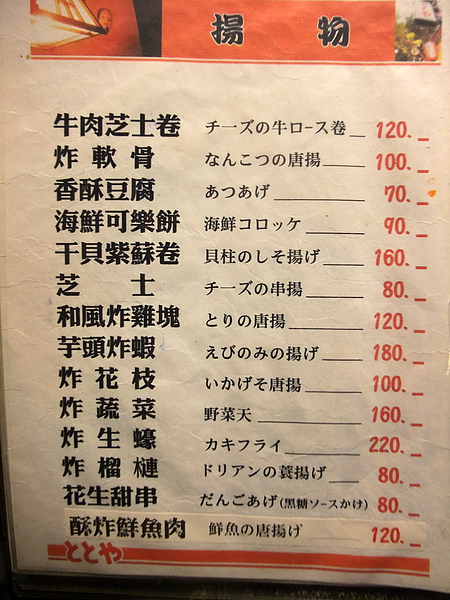 揚物
牛肉芝士卷 チーズの牛ロース巻 120.
炸軟骨 なんこつの唐揚 100.
香酥豆腐 あつあげ 70.
海鮮可樂餅 海鮮コロッケ 90.
干貝紫蘇卷 貝柱のしそ揚げ 160.
芝士 チーズの串揚 80.
和風炸雞塊 とりの唐揚 120.
芋頭炸蝦 えびのみの揚げ 180.
炸花枝 いかげそ唐揚 100.
炸蔬菜 野菜天 160.
炸生蠔 カキフライ 220.
炸榴槤 ドリアンの蓑揚げ 80.
花生甜串 だんごあげ(黒糖ソースかけ) 80.
酥炸鮮魚肉 鮮魚の唐揚げ 120.
ととや